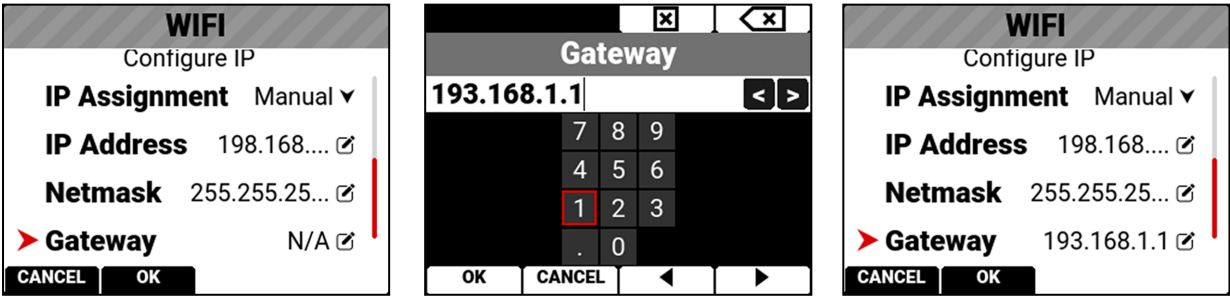 WIFI
Configure IP
IP Assignment Manual
IP Address 198.168....
Netmask 255.255.25...
Gateway N/A
CANCEL OK
Gateway
193.168.1.1 < >
7 8 9
4 5 6
1 2 3
. 0
OK CANCEL
WIFI
Configure IP
IP Assignment Manual
IP Address 198.168....
Netmask 255.255.25...
Gateway 193.168.1.1
CANCEL OK